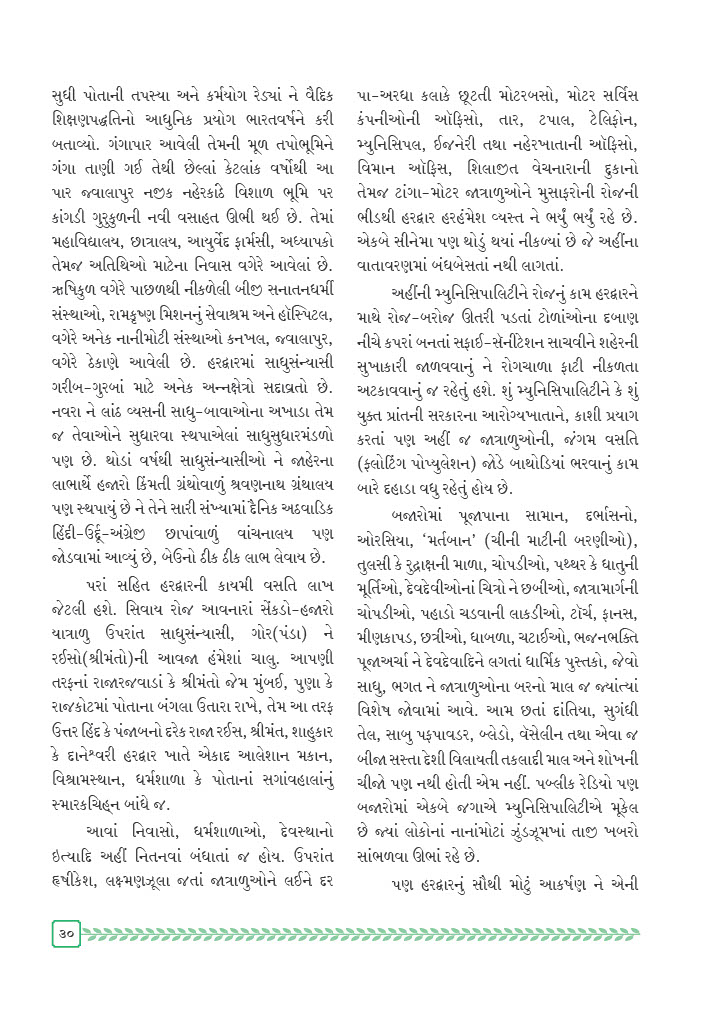 સુધી પોતાની તપસ્યા અને કર્મયોગ રેડ્યાં ને વૈદિક
શિક્ષણપદ્ધતિનો આધુનિક પ્રયોગ ભારતવર્ષને કરી
બતાવ્યો. ગંગાપાર આવેલી તેમની મૂળ તપોભૂમિને
ગંગા તાણી ગઈ તેથી છેલ્લાં કેટલાંક વર્ષોથી આ
પાર જ્વાલાપુર નજીક નહેરકાંઠે વિશાળ ભૂમિ પર
કાંગડી ગુરુકુળની નવી વસાહત ઊભી થઈ છે. તેમાં
મહાવિદ્યાલય, છાત્રાલય, આયુર્વેદ ફાર્મસી, અધ્યાપકો
તેમજ અતિથિઓ માટેના નિવાસ વગેરે આવેલાં છે.
ઋષિકુળ વગેરે પાછળથી નીકળેલી બીજી સનાતનધર્મી
સંસ્થાઓ, રામકૃષ્ણ મિશનનું સેવાશ્રમ અને હૉસ્પિટલ,
વગેરે અનેક નાનીમોટી સંસ્થાઓ કનખલ, જ્વાલાપુર,
વગેરે ઠેકાણે આવેલી છે. હરદ્વારમાં સાધુસંન્યાસી
ગરીબ-ગુરબાં માટે અનેક અન્નક્ષેત્રો સદાવ્રતો છે.
નવરા ને લાંઠ વ્યસની સાધુ-બાવાઓના અખાડા તેમ
જ તેવાઓને સુધારવા સ્થપાએલાં સાધુસુધારમંડળો
પણ છે. થોડાં વર્ષથી સાધુસંન્યાસીઓ ને જાહેરના
લાભાર્થે હજારો કિંમતી ગ્રંથોવાળું શ્રવણનાથ ગ્રંથાલય
પણ સ્થપાયું છે ને તેને સારી સંખ્યામાં દૈનિક અઠવાડિક
હિંદી-ઉર્દૂ-અંગ્રેજી છાપાંવાળું વાંચનાલય પણ
જોડવામાં આવ્યું છે, બેઉનો ઠીક ઠીક લાભ લેવાય છે.
પરાં સહિત હરદ્વારની કાયમી વસતિ લાખ
જેટલી હશે. સિવાય રોજ આવનારાં સેંકડો-હજારો
યાત્રાળુ ઉપરાંત સાધુસંન્યાસી, ગોર(પંડા) ને
રઈસો(શ્રીમંતો)ની આવજા હંમેશાં ચાલુ. આપણી
તરફનાં રાજારજવાડાં કે શ્રીમંતો જેમ મુંબઈ, પુણા કે
રાજકોટમાં પોતાના બંગલા ઉતારા રાખે, તેમ આ તરફ
ઉત્તર હિંદ કે પંજાબનો દરેક રાજા રઈસ, શ્રીમંત, શાહુકાર
કે દાનેશ્વરી હરદ્વાર ખાતે એકાદ આલેશાન મકાન,
વિશ્રામસ્થાન, ધર્મશાળા કે પોતાનાં સગાંવહાલાંનું
સ્મારકચિહ્ન બાંધે જ.
આવાં નિવાસો, ધર્મશાળાઓ, દેવસ્થાનો
ઇત્યાદિ અહીં નિતનવાં બંધાતાં જ હોય. ઉપરાંત
હૃષીકેશ, લક્ષ્મણઝૂલા જતાં જાત્રાળુઓને લઈને દર
પા-અરધા કલાકે છૂટતી મોટરબસો, મોટર સર્વિસ
કંપનીઓની ઑફિસો, તાર, ટપાલ, ટેલિફોન,
મ્યુનિસિપલ, ઈજનેરી તથા નહેરખાતાની ઑફિસો,
વિમાન ઑફિસ, શિલાજીત વેચનારાની દુકાનો
તેમજ ટાંગા-મોટર જાત્રાળુઓને મુસાફરોની રોજની
ભીડથી હરદ્વાર હરહંમેશ વ્યસ્ત ને ભર્યું ભર્યું રહે છે.
એકબે સીનેમા પણ થોડું થયાં નીકળ્યાં છે જે અહીંના
વાતાવરણમાં બંધબેસતાં નથી લાગતાં.
અહીંની મ્યુનિસિપાલિટીને રોજનું કામ હરદ્વારને
માથે રોજ-બરોજ ઊતરી પડતાં ટોળાંઓના દબાણ
નીચે કપરાં બનતાં સફાઈ-સૅનીટેશન સાચવીને શહેરની
સુખાકારી જાળવવાનું ને રોગચાળા ફાટી નીકળતા
અટકાવવાનું જ રહેતું હશે. શું મ્યુનિસિપાલિટીને કે શું
યુક્ત પ્રાંતની સરકારના આરોગ્યખાતાને, કાશી પ્રયાગ
કરતાં પણ અહીં જ જાત્રાળુઓની, જંગમ વસતિ
(ફ્લોટિંગ પોપ્યુલેશન) જોડે બાથોડિયાં ભરવાનું કામ
બારે દહાડા વધુ રહેતું હોય છે.
બજારોમાં પૂજાપાના સામાન, દર્ભાસનો,
ઓરસિયા, ‘મર્તબાન’ (ચીની માટીની બરણીઓ),
તુલસી કે રુદ્રાક્ષની માળા, ચોપડીઓ, પથ્થર કે ધાતુની
મૂર્તિઓ, દેવદેવીઓનાં ચિત્રો ને છબીઓ, જાત્રામાર્ગની
ચોપડીઓ, પહાડો ચડવાની લાકડીઓ, ટૉર્ચ, ફાનસ,
મીણકાપડ, છત્રીઓ, ધાબળા, ચટાઈઓ, ભજનભક્તિ
પૂજાઅર્ચા ને દેવદેવાદિને લગતાં ધાર્મિક પુસ્તકો, જેવો
સાધુ, ભગત ને જાત્રાળુઓના બરનો માલ જ જ્યાંત્યાં
વિશેષ જોવામાં આવે. આમ છતાં દાંતિયા, સુગંધી
તેલ, સાબુ પફપાવડર, બ્લેડો, વૅસેલીન તથા એવા જ
બીજા સસ્તા દેશી વિલાયતી તકલાદી માલ અને શોખની
ચીજો પણ નથી હોતી એમ નહીં. પબ્લીક રેડિયો પણ
બજારોમાં એકબે જગાએ મ્યુનિસિપાલિટીએ મૂકેલ
છે જ્યાં લોકોનાં નાનાંમોટાં ઝુંડઝૂમખાં તાજી ખબરો
સાંભળવા ઊભાં રહે છે.
પણ હરદ્વારનું સૌથી મોટું આકર્ષણ ને એની
૩૦